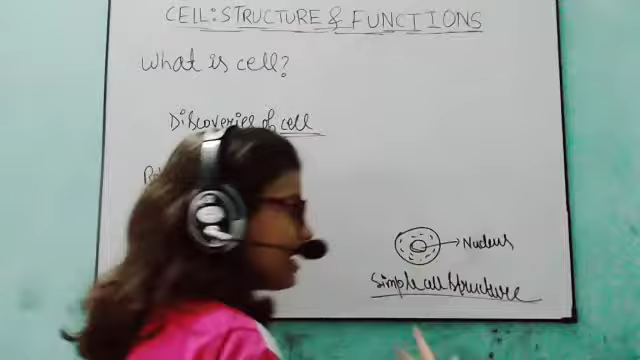 CELL: STRUCTURE & FUNCTIONS
What is cell?
Discoveries of cell
Nucleus
Simple cell Structure